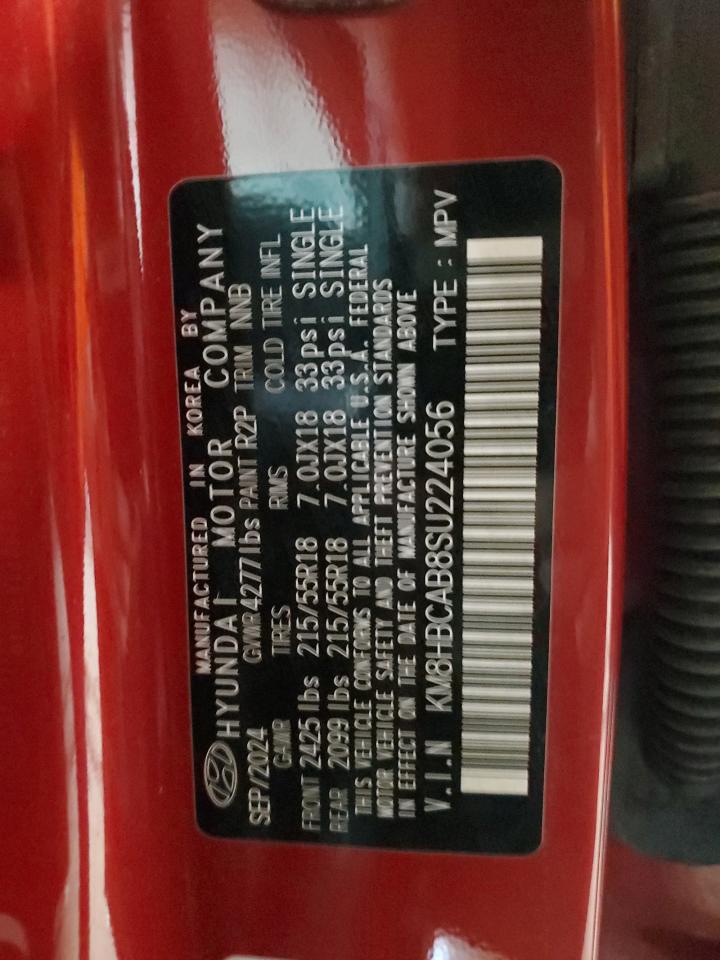 MANUFACTURED IN KOREA BY
HYUNDAI MOTOR COMPANY
SEP/2024 GVWR 4277 lbs PAINT R2P TRIM NNB
GAWR TIRES RIMS COLD TIRE INFL
FRONT 2425 lbs 215/55R18 7.0JX18 33psi SINGLE
REAR 2099 lbs 215/55R18 7.0JX18 33psi SINGLE
THIS VEHICLE CONFORMS TO ALL APPLICABLE U.S.A. FEDERAL
MOTOR VEHICLE SAFETY AND THEFT PREVENTION STANDARDS
IN EFFECT ON THE DATE OF MANUFACTURE SHOWN ABOVE
V.I.N KM8HBCAB8SU224056 TYPE : MPV